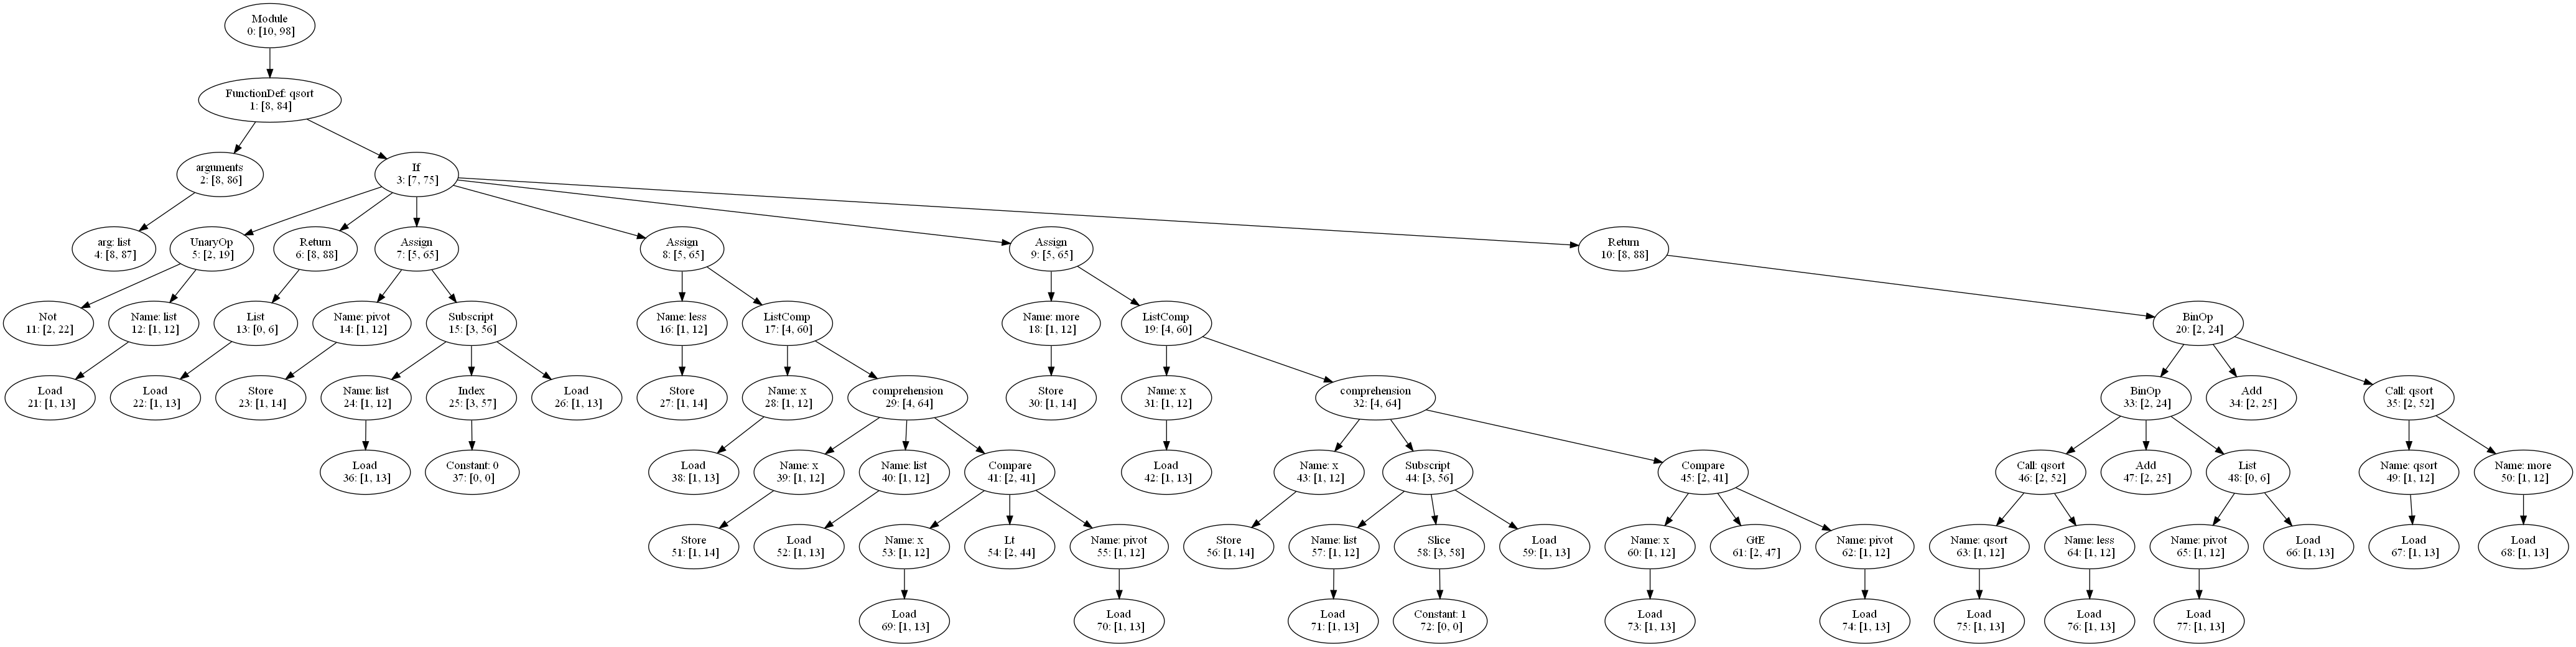 Module
0: [10, 98]
FunctionDef: qsort
1: [8, 84]
arguments
2: [8, 86]
If
3: [7, 75]
arg: list
4: [8, 87]
UnaryOp
5: [2, 19]
Return
6: [8, 88]
Assign
7: [5, 65]
Assign
8: [5, 65]
Assign
9: [5, 65]
Return
10: [8, 88]
Not
11: [2, 22]
Name: list
12: [1, 12]
List
13: [0, 6]
Name: pivot
14: [1, 12]
Subscript
15: [3, 56]
Name: less
16: [1, 12]
ListComp
17: [4, 60]
Name: more
18: [1, 12]
ListComp
19: [4, 60]
BinOp
20: [2, 24]
Load
21: [1, 13]
Load
22: [1, 13]
Store
23: [1, 14]
Name: list
24: [1, 12]
Index
25: [3, 57]
Load
26: [1, 13]
Store
27: [1, 14]
Name: x
28: [1, 12]
comprehension
29: [4, 64]
Store
30: [1, 14]
Name: x
31: [1, 12]
comprehension
32: [4, 64]
BinOp
33: [2, 24]
Add
34: [2, 25]
Call: qsort
35: [2, 52]
Load
36: [1, 13]
Constant: 0
37: [0, 0]
Load
38: [1, 13]
Name: x
39: [1, 12]
Name: list
40: [1, 12]
Compare
41: [2, 41]
Load
42: [1, 13]
Name: x
43: [1, 12]
Subscript
44: [3, 56]
Compare
45: [2, 41]
Call: qsort
46: [2, 52]
Add
47: [2, 25]
List
48: [0, 6]
Name: qsort
49: [1, 12]
Name: more
50: [1, 12]
Store
51: [1, 14]
Load
52: [1, 13]
Name: x
53: [1, 12]
Lt
54: [2, 44]
Name: pivot
55: [1, 12]
Store
56: [1, 14]
Name: list
57: [1, 12]
Slice
58: [3, 58]
Load
59: [1, 13]
Name: x
60: [1, 12]
GtE
61: [2, 47]
Name: pivot
62: [1, 12]
Name: qsort
63: [1, 12]
Name: less
64: [1, 12]
Name: pivot
65: [1, 12]
Load
66: [1, 13]
Load
67: [1, 13]
Load
68: [1, 13]
Load
69: [1, 13]
Load
70: [1, 13]
Load
71: [1, 13]
Constant: 1
72: [0, 0]
Load
73: [1, 13]
Load
74: [1, 13]
Load
75: [1, 13]
Load
76: [1, 13]
Load
77: [1, 13]